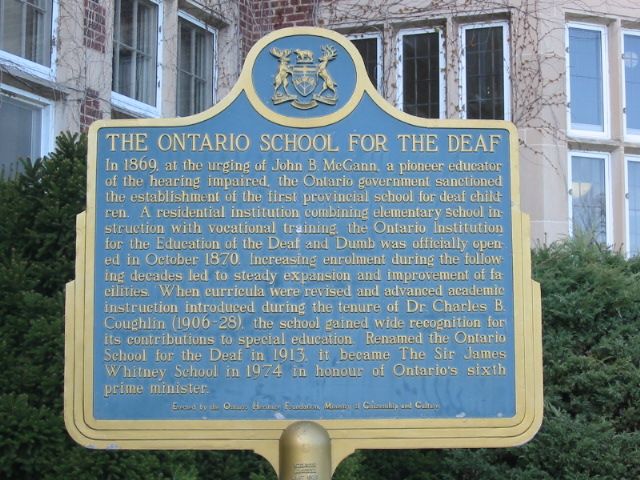 THE ONTARIO SCHOOL FOR THE DEAF
In 1869, at the urging of John B. McGann, a pioneer educator
of the hearing impaired, the Ontario government sanctioned
the establishment of the first provincial school for deaf child-
ren. A residential institution combining elementary school in-
struction with vocational training, the Ontario Institution
for the Education of the Deaf and Dumb was officially open-
ed in October 1870. Increasing enrolment during the follow-
ing decades led to steady expansion and improvement of fa-
cilities. When curricula were revised and advanced academic
instruction introduced during the tenure of Dr. Charles B.
Coughlin (1906-28), the school gained wide recognition for
its contributions to special education. Renamed the Ontario
School for the Deaf in 1913, it became The Sir James
Whitney School in 1974 in honour of Ontario's sixth
prime minister.
Erected by the Ontario Heritage Foundation, Ministry of Citizenship and Culture